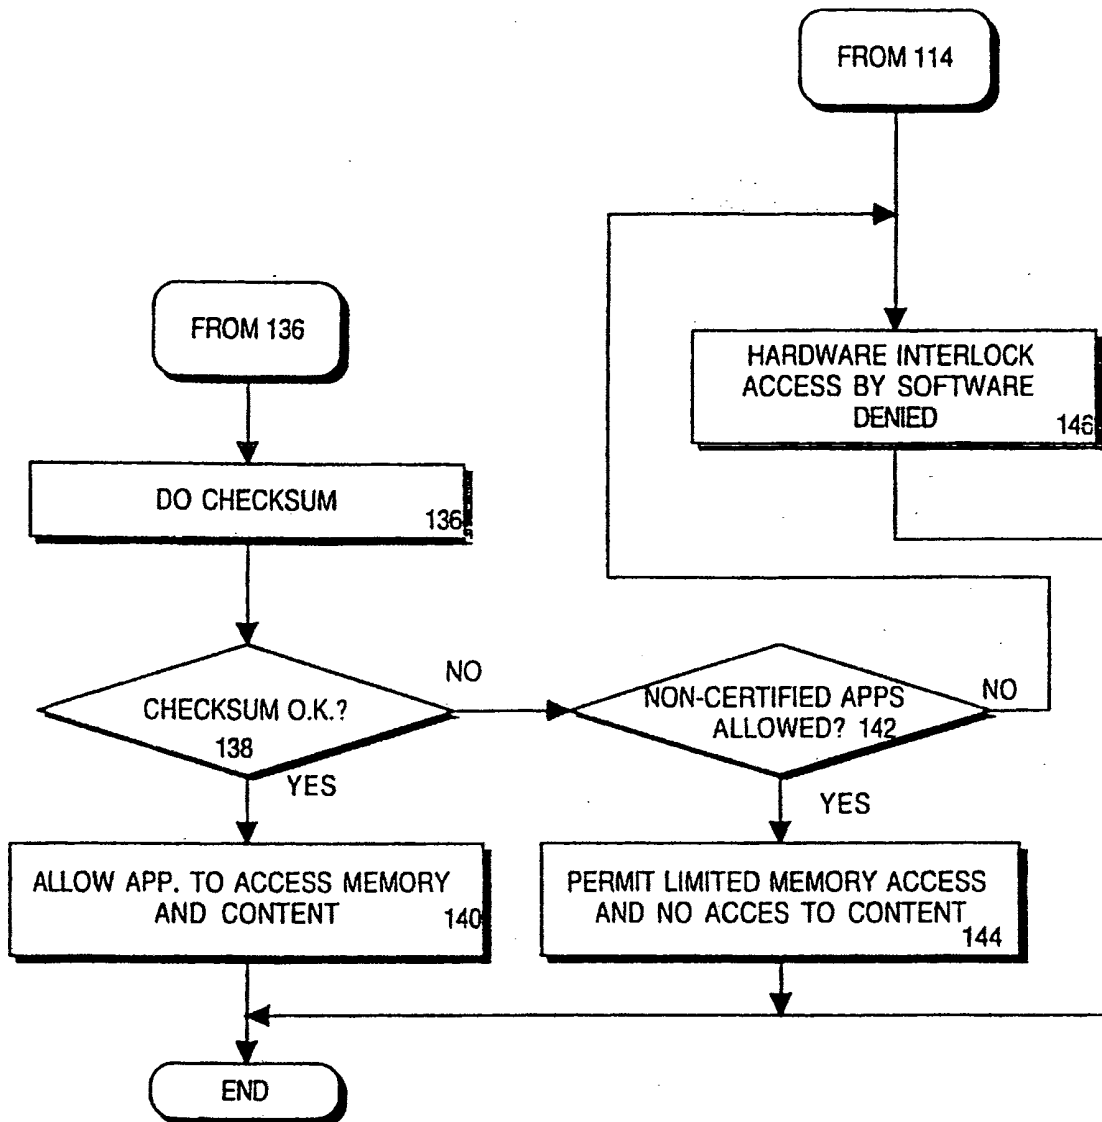 FROM 114
FROM 136
HARDWARE INTERLOCK
ACCESS BY SOFTWARE
DENIED
146
DO CHECKSUM
136
CHECKSUM O.K.?
138
NO
YES
NON-CERTIFIED APPS
ALLOWED? 142
NO
YES
ALLOW APP. TO ACCESS MEMORY
AND CONTENT
140
PERMIT LIMITED MEMORY ACCESS
AND NO ACCES TO CONTENT
144
END